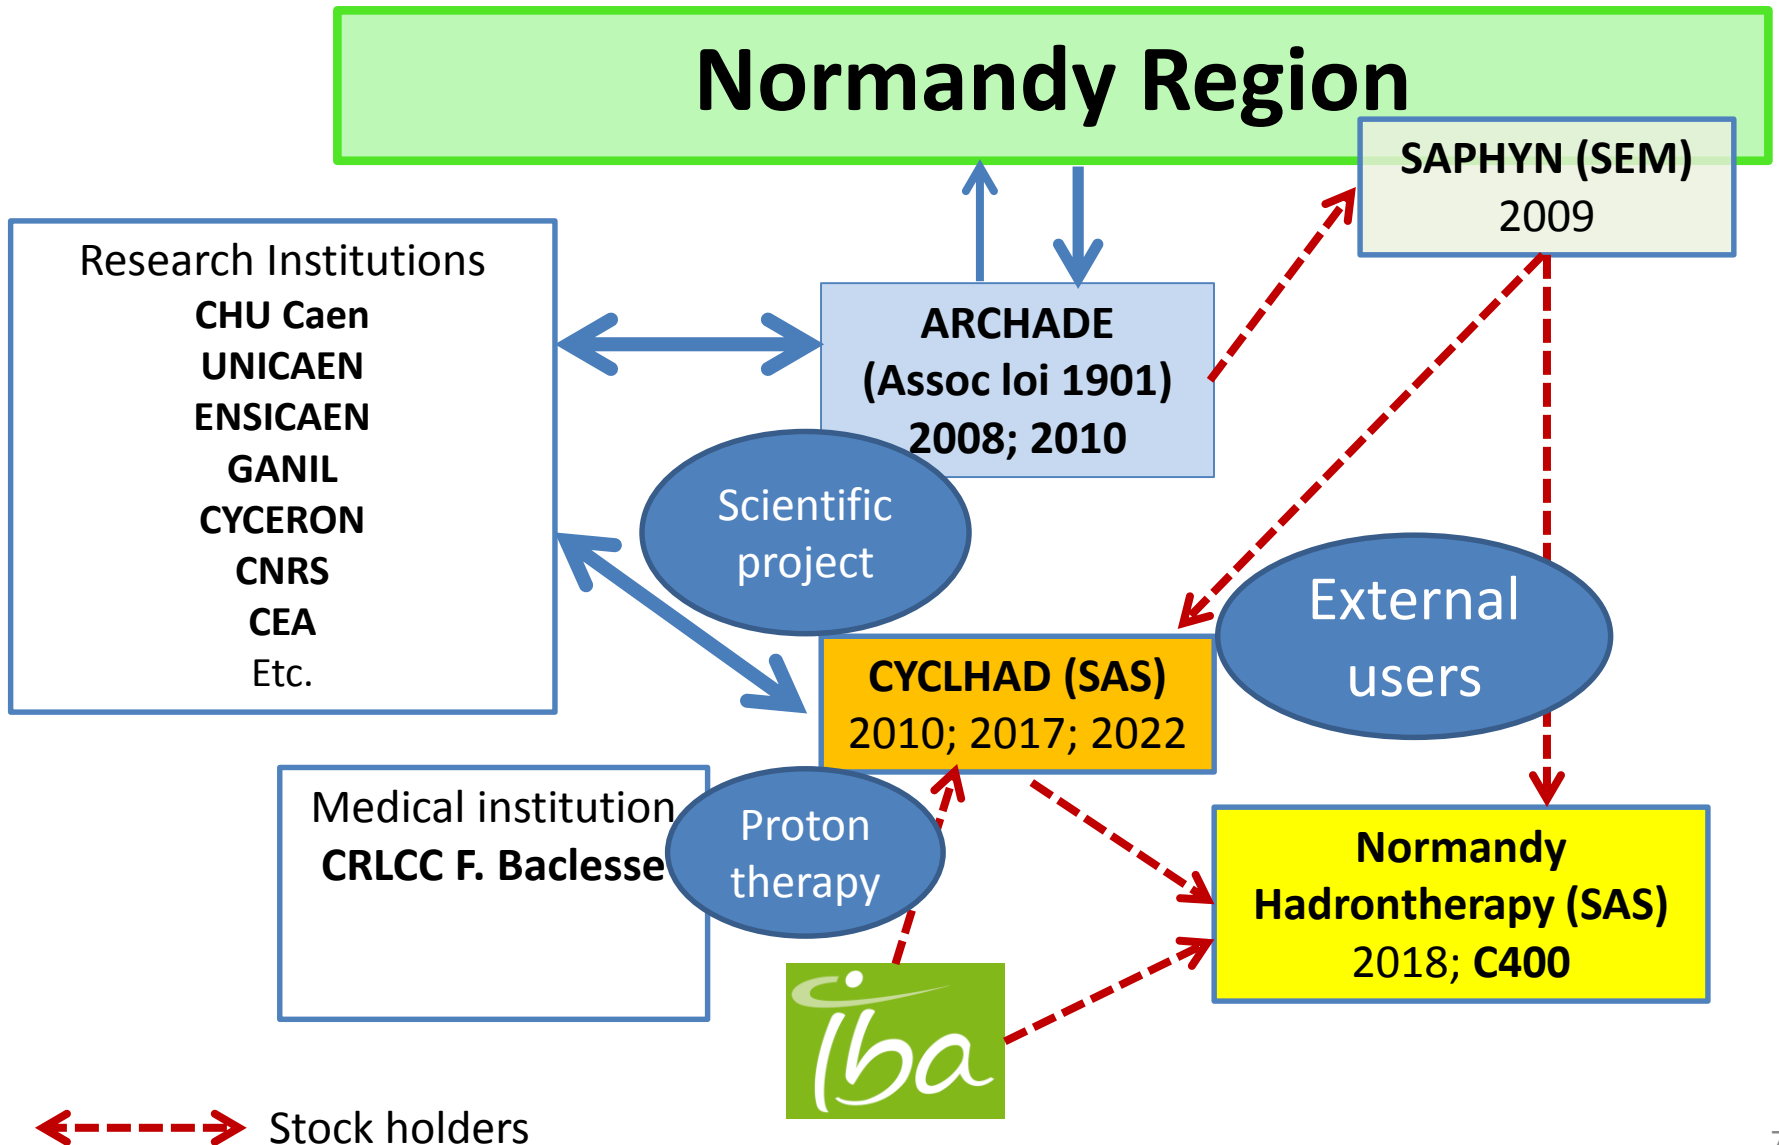 Normandy Region
SAPHYN (SEM)
2009
Research Institutions
CHU Caen
UNICAEN
ENSICAEN
GANIL
CYCERON
CNRS
CEA
Etc.
ARCHADE
(Assoc loi 1901)
2008; 2010
Scientific
project
External
users
CYCLHAD (SAS)
2010; 2017; 2022
Medical institution
CRLCC F. Baclesse
Proton
therapy
Normandy
Hadrontherapy (SAS)
2018; C400
iba
Stock holders